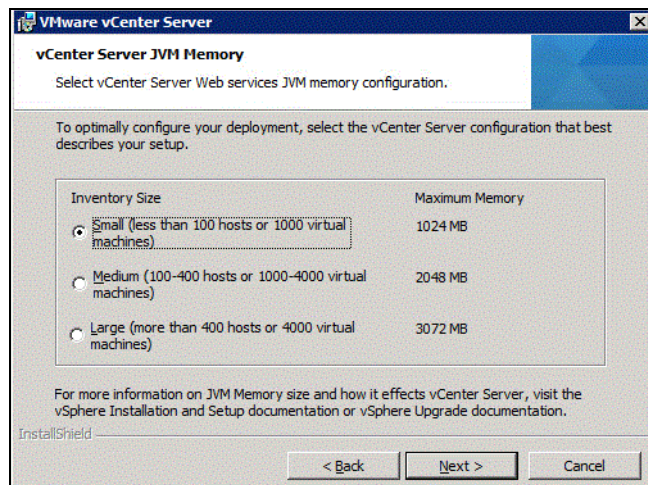 VMware vCenter Server
vCenter Server JVM Memory
Select vCenter Server Web services JVM memory configuration.
To optimally configure your deployment, select the vCenter Server configuration that best
describes your setup.
Inventory Size Maximum Memory
Small (less than 100 hosts or 1000 virtual 1024 MB
machines)
Medium (100-400 hosts or 1000-4000 virtual 2048 MB
machines)
Large (more than 400 hosts or 4000 virtual 3072 MB
machines)
For more information on JVM Memory size and how it effects vCenter Server, visit the
vSphere Installation and Setup documentation or vSphere Upgrade documentation.
InstallShield
< Back Next > Cancel